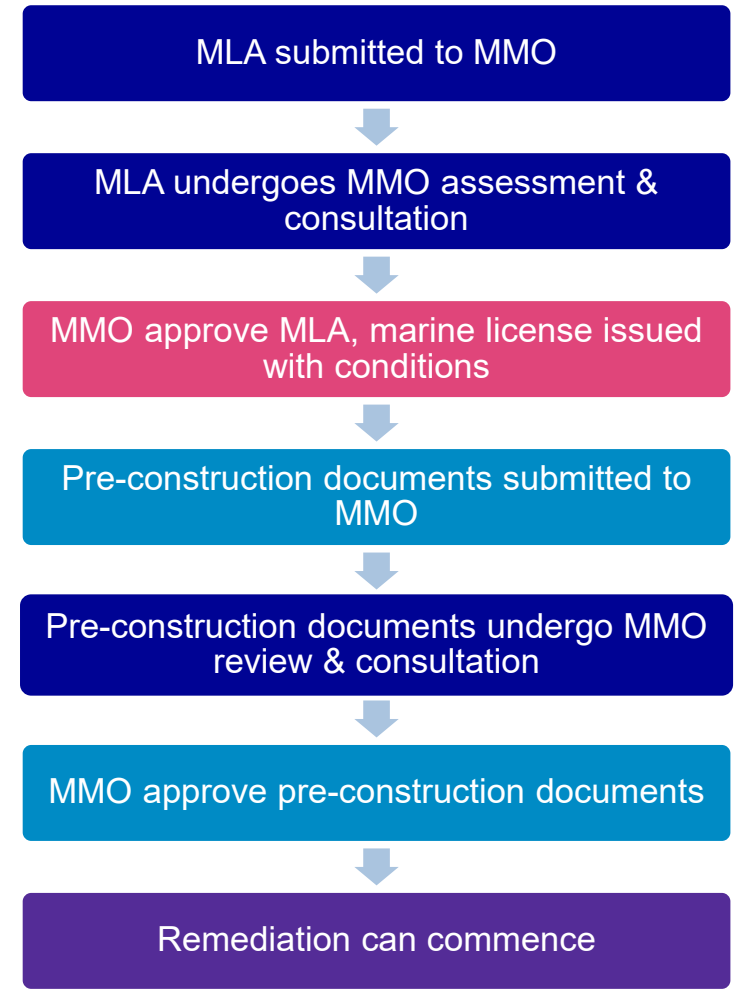 MLA submitted to MMO
MLA undergoes MMO assessment &
consultation
MMO approve MLA, marine license issued
with conditions
Pre-construction documents submitted to
MMO
Pre-construction documents undergo MMO
review & consultation
MMO approve pre-construction documents
Remediation can commence